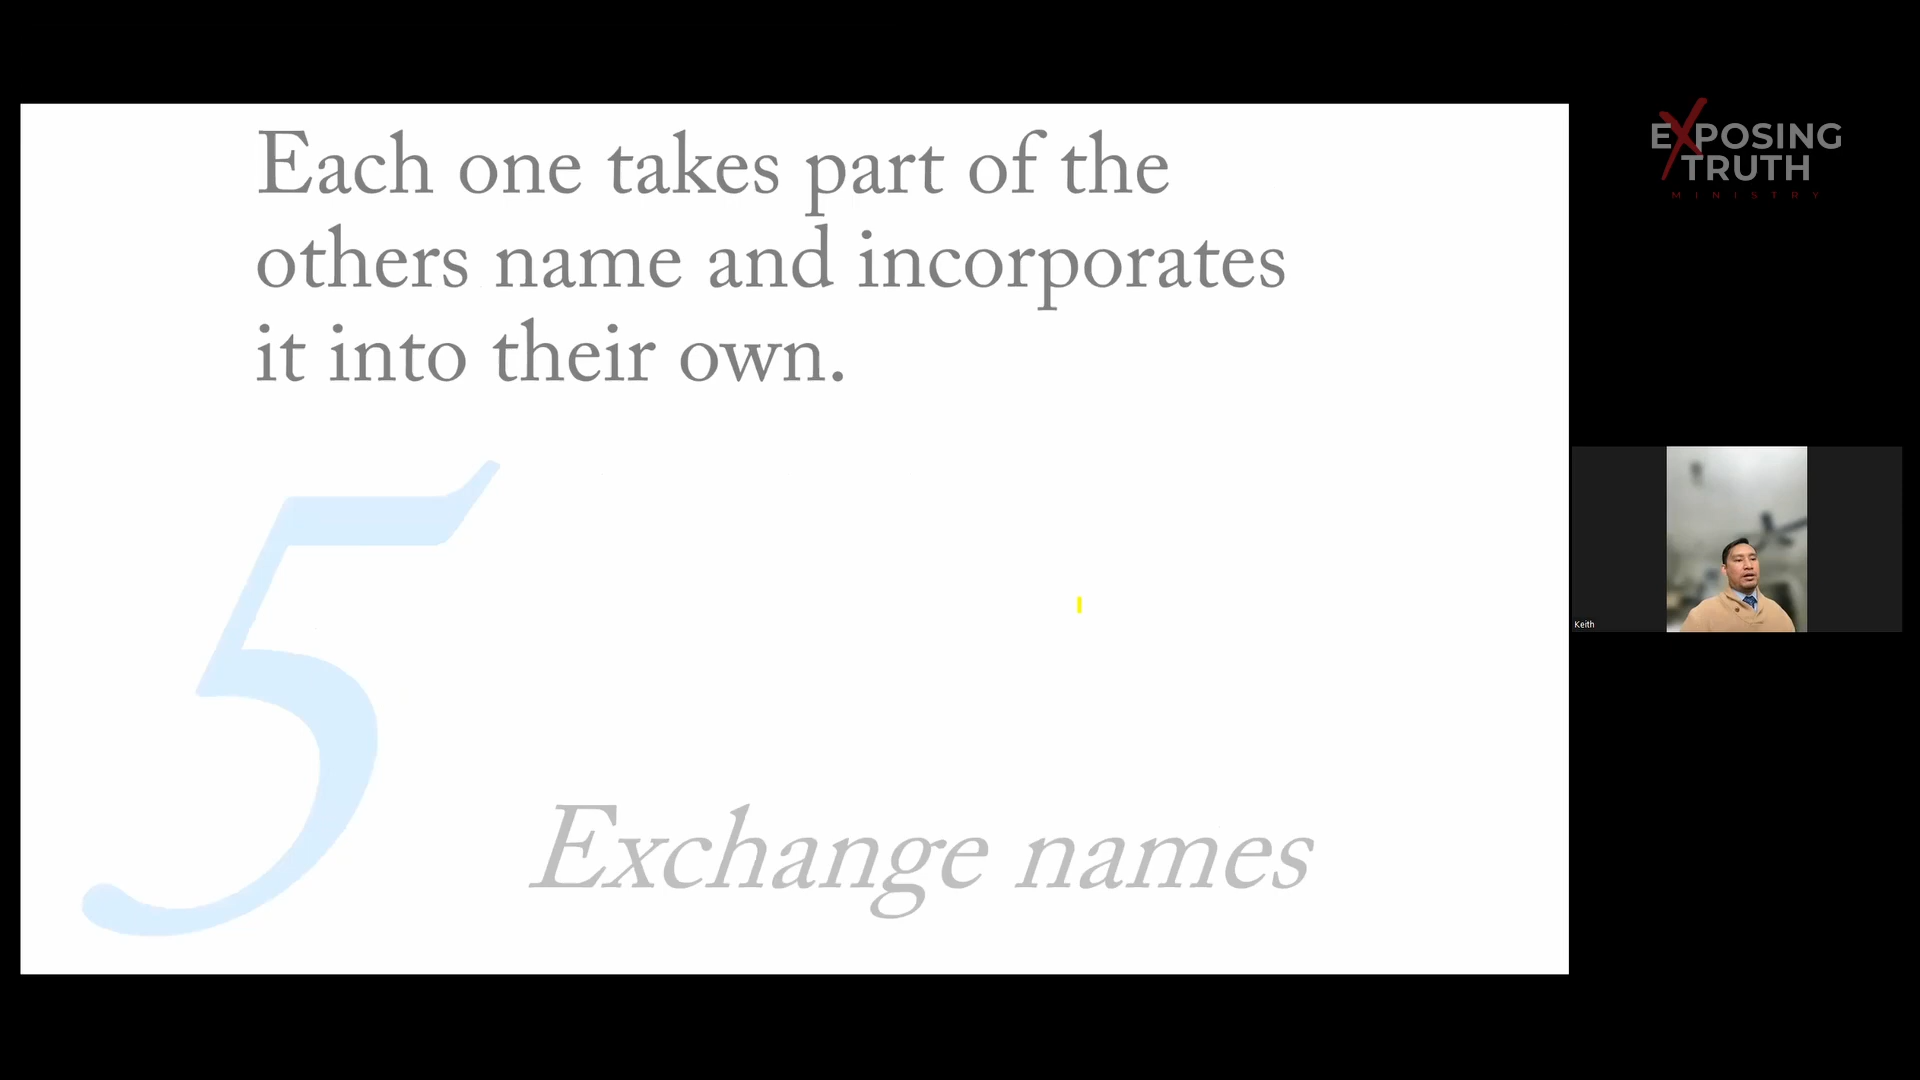 Each one takes part of the
others name and incorporates
it into their own.
5
Exchange names
EXPOSING
TRUTH
MINISTRY
Keith